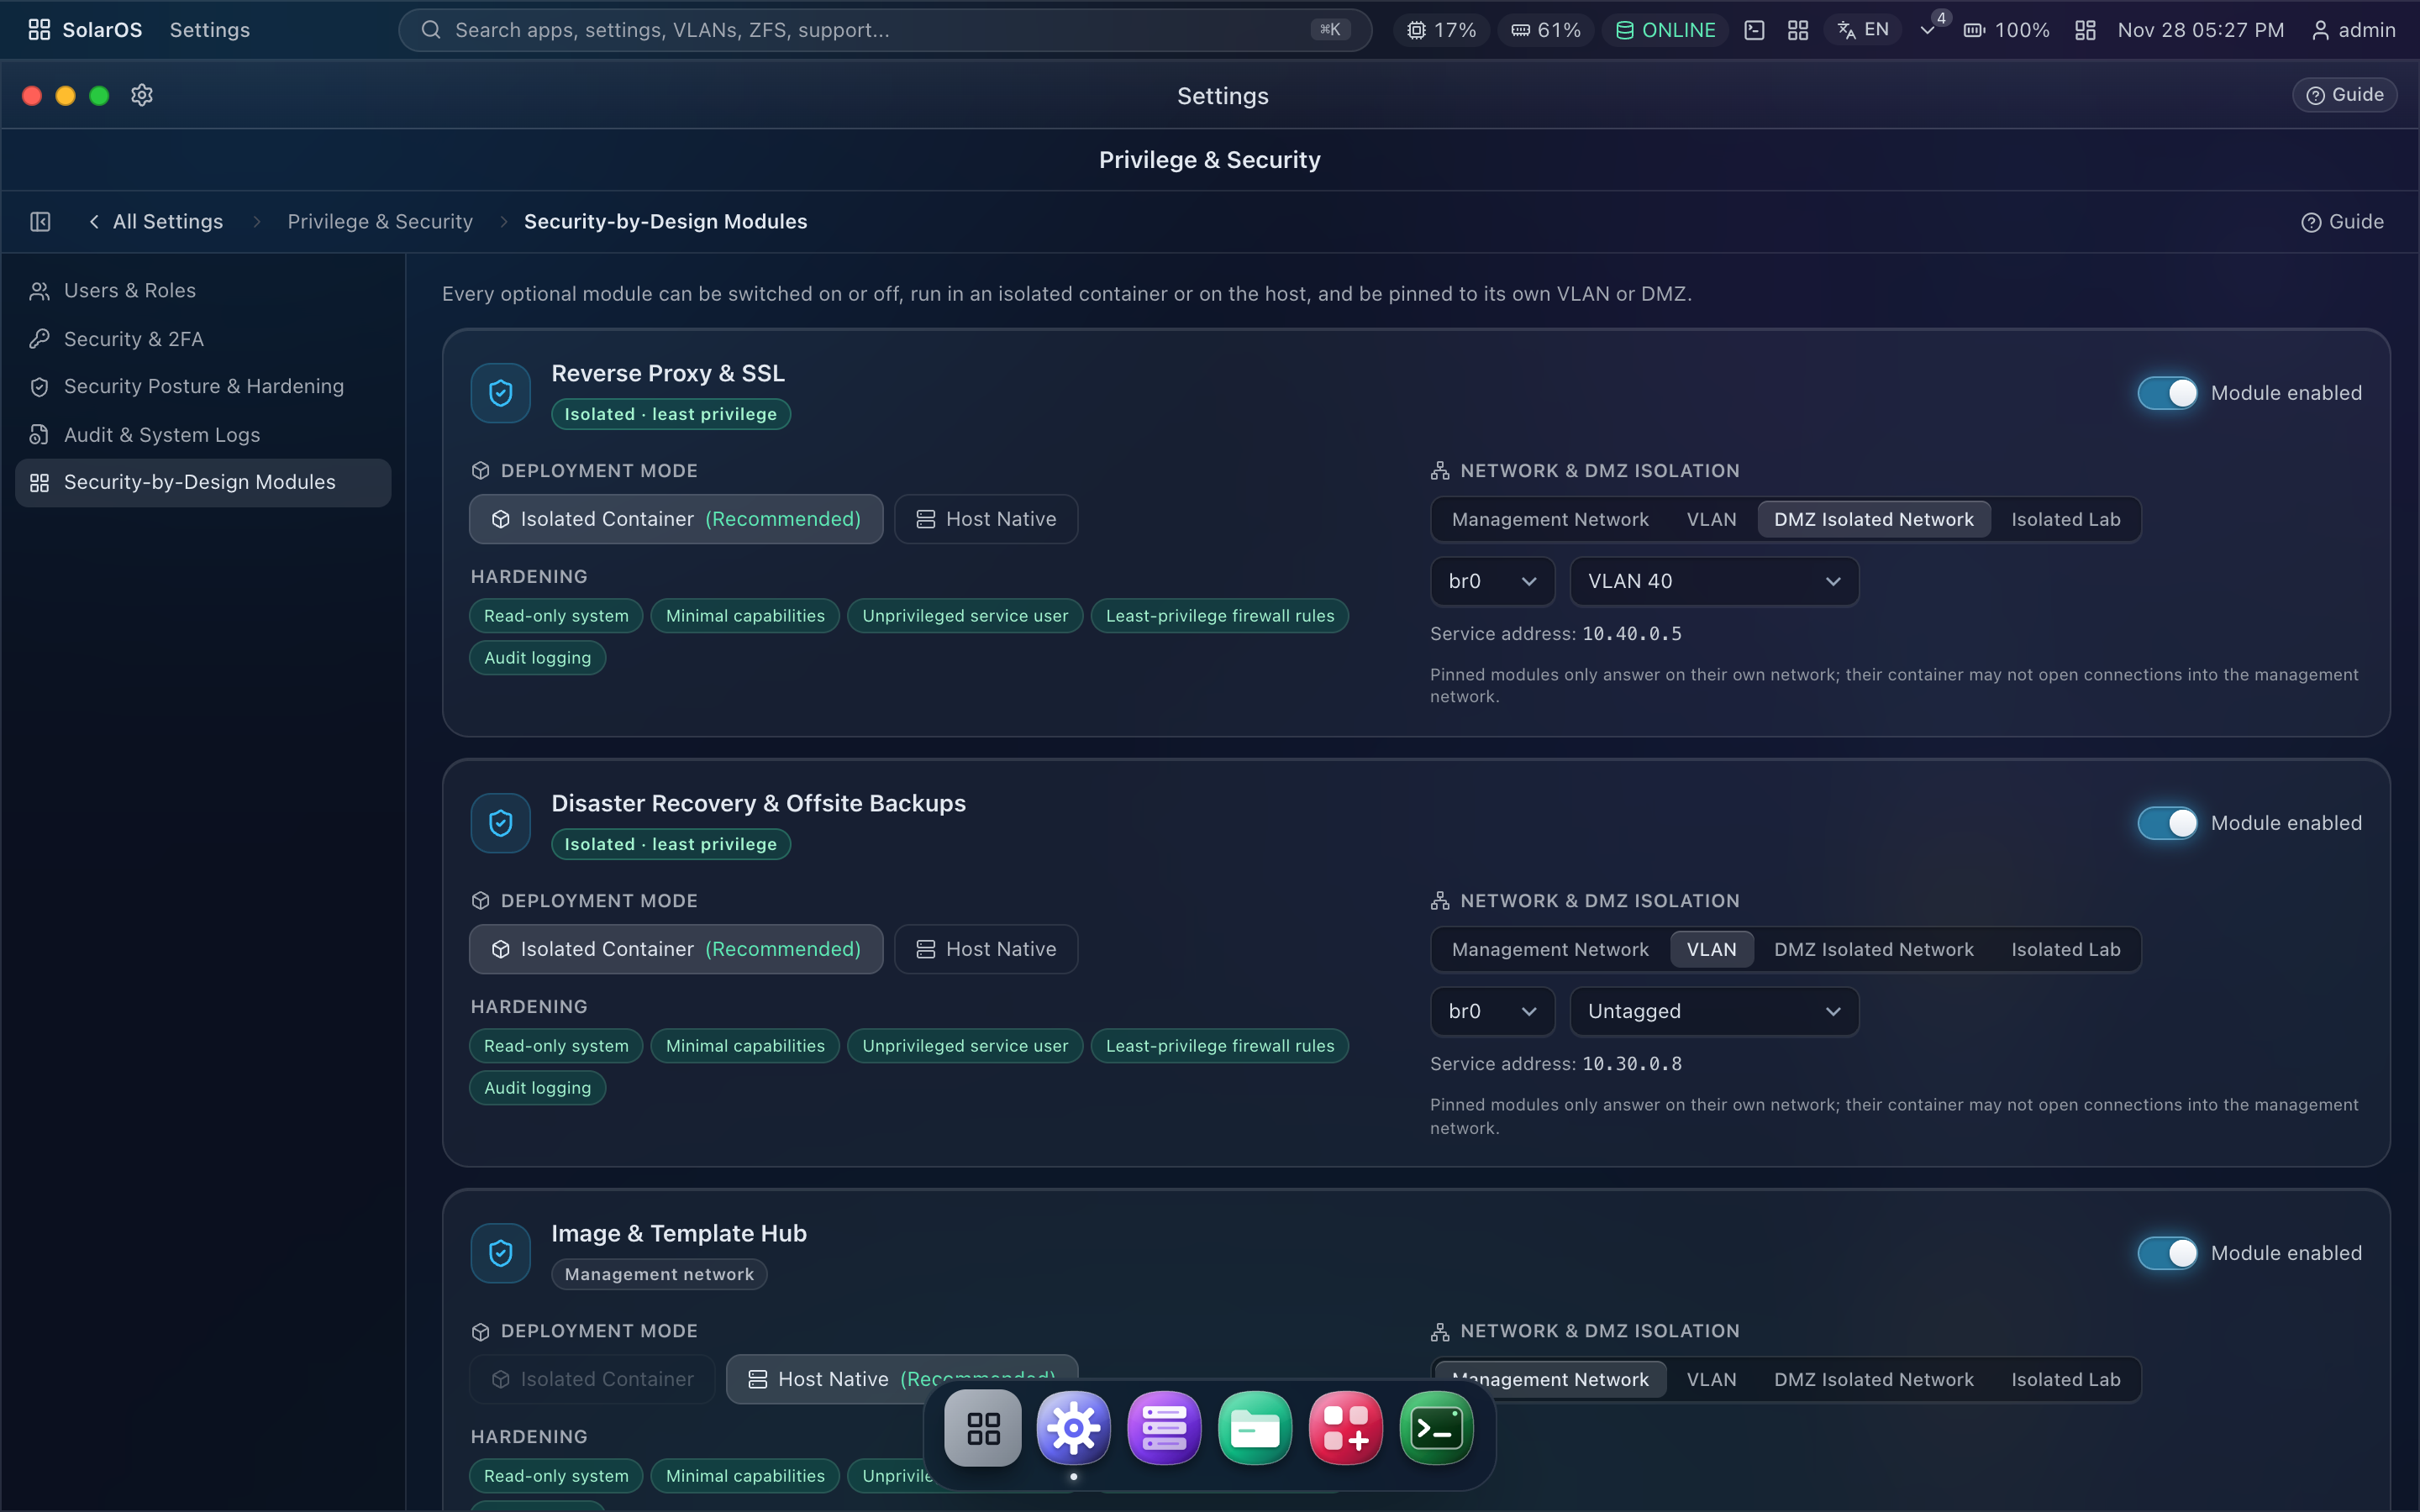 SolarOS Settings Search apps, settings, VLANs, ZFS, support... ⌘K 17% 61% ONLINE EN 4 100% Nov 28 05:27 PM admin
Settings Guide
Privilege & Security
All Settings Privilege & Security Security-by-Design Modules Guide
Users & Roles
Security & 2FA
Security Posture & Hardening
Audit & System Logs
Security-by-Design Modules
Every optional module can be switched on or off, run in an isolated container or on the host, and be pinned to its own VLAN or DMZ.
Reverse Proxy & SSL
Isolated · least privilege
Module enabled
DEPLOYMENT MODE
Isolated Container (Recommended) Host Native
HARDENING
Read-only system Minimal capabilities Unprivileged service user Least-privilege firewall rules
Audit logging
NETWORK & DMZ ISOLATION
Management Network VLAN DMZ Isolated Network Isolated Lab
br0 VLAN 40
Service address: 10.40.0.5
Pinned modules only answer on their own network; their container may not open connections into the management
network.
Disaster Recovery & Offsite Backups
Isolated · least privilege
Module enabled
DEPLOYMENT MODE
Isolated Container (Recommended) Host Native
HARDENING
Read-only system Minimal capabilities Unprivileged service user Least-privilege firewall rules
Audit logging
NETWORK & DMZ ISOLATION
Management Network VLAN DMZ Isolated Network Isolated Lab
br0 Untagged
Service address: 10.30.0.8
Pinned modules only answer on their own network; their container may not open connections into the management
network.
Image & Template Hub
Management network
Module enabled
DEPLOYMENT MODE
Isolated Container Host Native (Recommended)
HARDENING
Read-only system Minimal capabilities
NETWORK & DMZ ISOLATION
Management Network VLAN DMZ Isolated Network Isolated Lab